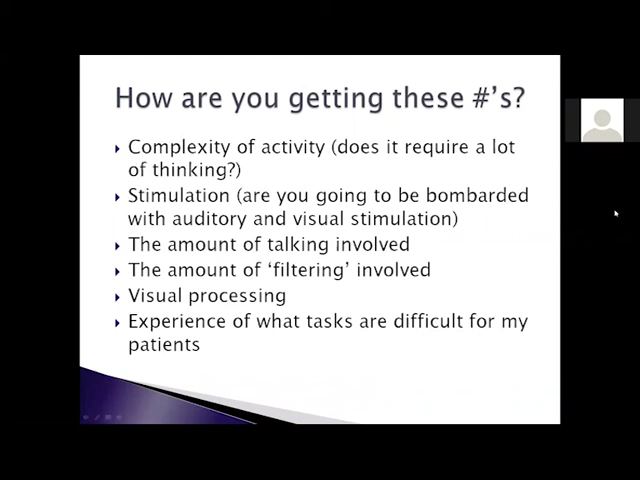 How are you getting these #'s?
Complexity of activity (does it require a lot
of thinking?)
Stimulation (are you going to be bombarded
with auditory and visual stimulation)
The amount of talking involved
The amount of 'filtering' involved
Visual processing
Experience of what tasks are difficult for my
patients